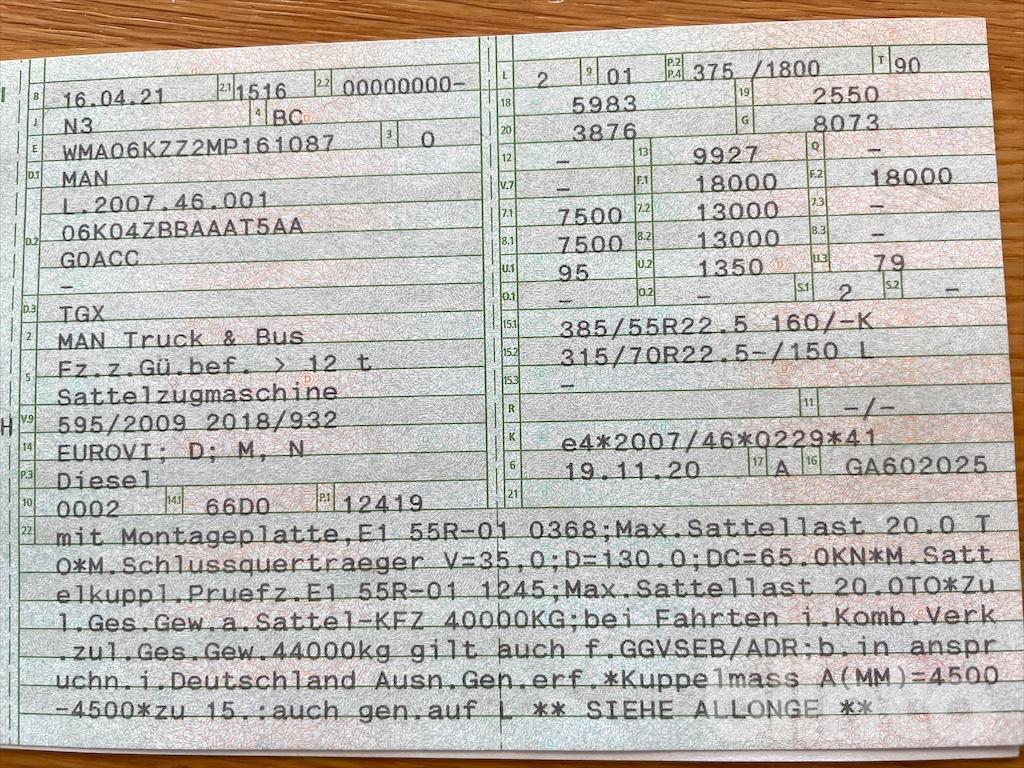 B 16.04.21 2.1 1516 2.2 00000000-
J N3 4 BC
E WMA06KZZ2MP161087 3 0
D.1 MAN
L.2007.46.001
D.2 06K04ZBBAAAT5AA
G0ACC
-
D.3 TGX
2 MAN Truck & Bus
5 Fz.z.Gü.bef. > 12 t
Sattelzugmaschine
H V.9 595/2009 2018/932
14 EUROVI; D; M, N
P.3 Diesel
10 0002 14.1 66D0 P.1 12419
L 2 9 01 P.2 P.4 375 /1800 T 90
18 5983 19 2550
20 3876 G 8073
12 - 13 9927 Q -
V.7 - F.1 18000 F.2 18000
7.1 7500 7.2 13000 7.3 -
8.1 7500 8.2 13000 8.3 -
U.1 95 U.2 1350 U.3 79
O.1 - O.2 - S.1 2 S.2 -
15.1 385/55R22.5 160/-K
15.2 315/70R22.5-/150 L
15.3 -
R 11 -/-
K e4*2007/46*0229*41
6 19.11.20 17 A 16 GA602025
21
22 mit Montageplatte,E1 55R-01 0368;Max.Sattellast 20.0 T
O*M.Schlussquertraeger V=35,0;D=130.0;DC=65.0KN*M.Satt
elkuppl.Pruefz.E1 55R-01 1245;Max.Sattellast 20.0TO*Zu
l.Ges.Gew.a.Sattel-KFZ 40000KG;bei Fahrten i.Komb.Verk
.zul.Ges.Gew.44000kg gilt auch f.GGVSEB/ADR;b.in anspr
uchn.i.Deutschland Ausn.Gen.erf.*Kuppelmass A(MM)=4500
-4500*zu 15.:auch gen.auf L ** SIEHE ALLONGE **